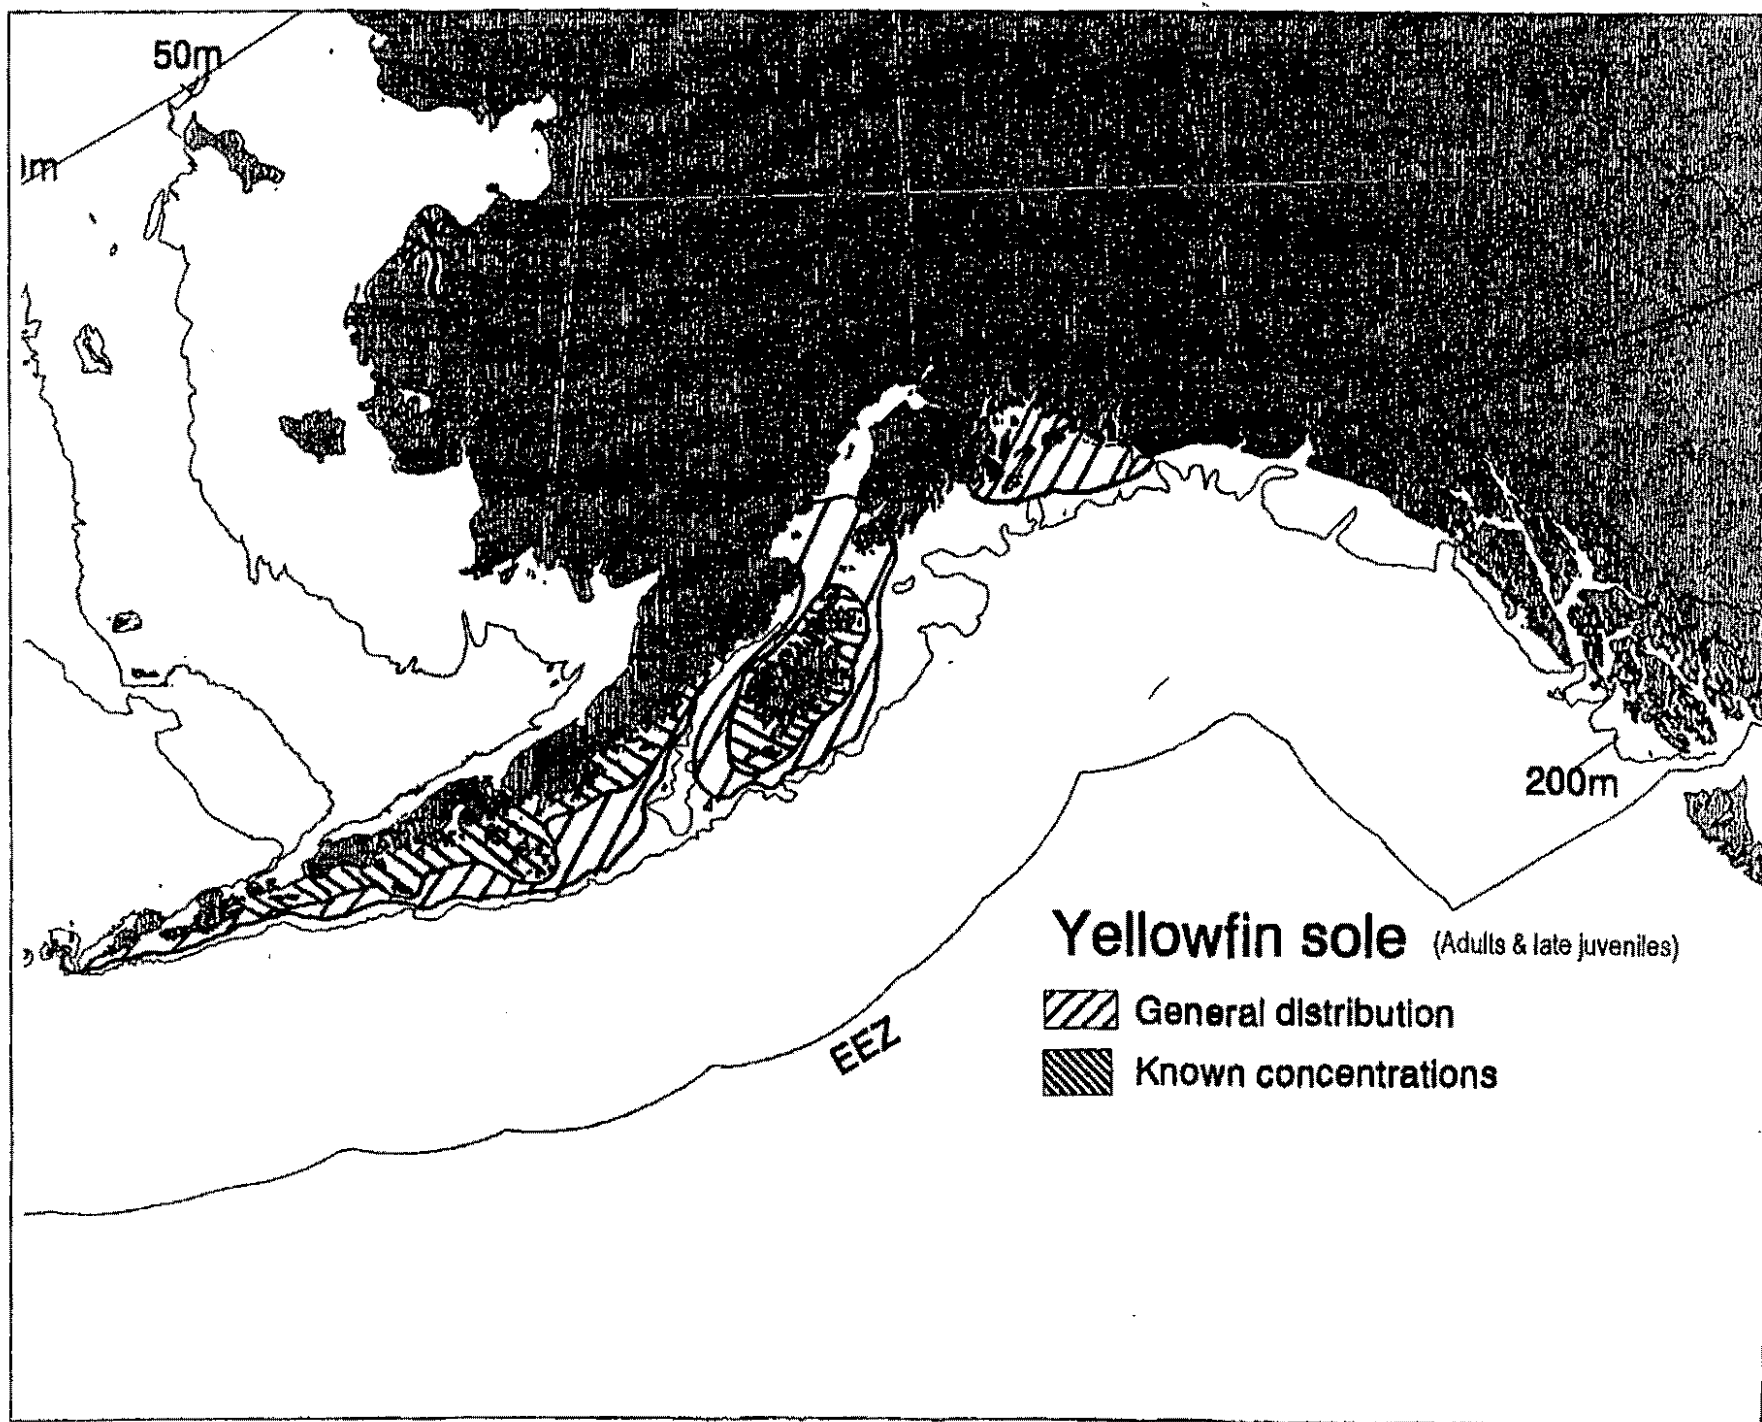 50m
200m
Yellowfin sole (Adults & late juveniles)
General distribution
Known concentrations
EEZ